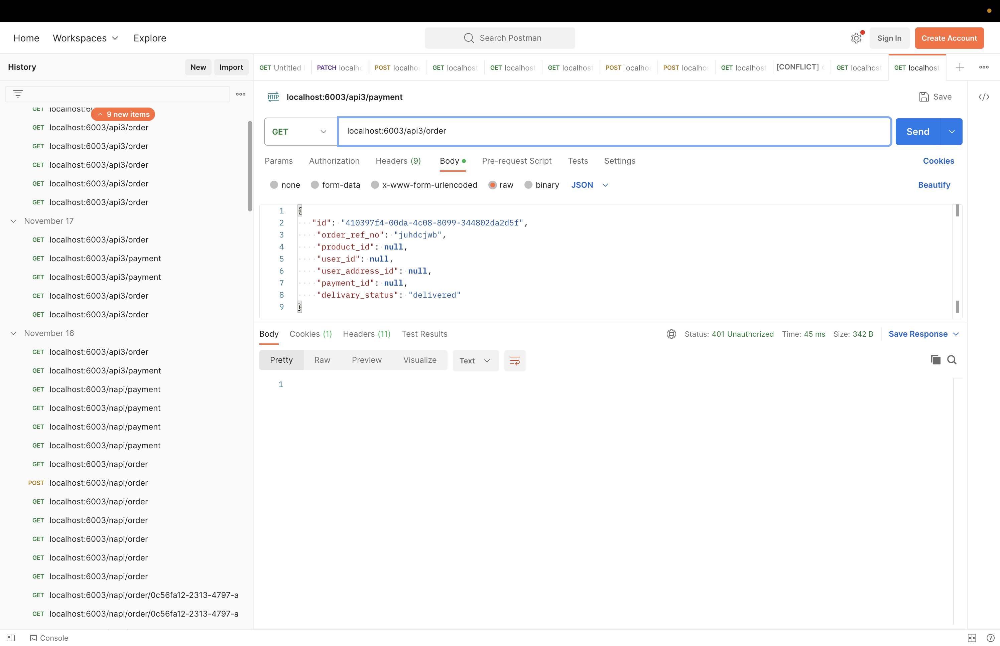 Home Workspaces Explore
Search Postman
Sign In Create Account
History New Import
GET Untitled PATCH localho POST localhos GET localhost GET localhost GET localhost POST localhos POST localhos GET localhost [CONFLICT] GET localhost GET localhost
localhost:6003/api3/payment
Save
9 new items
GET localhost:6003/api3/order
GET localhost:6003/api3/order
GET localhost:6003/api3/order
GET localhost:6003/api3/order
GET localhost:6003/api3/order
November 17
GET localhost:6003/api3/order
GET localhost:6003/api3/payment
GET localhost:6003/api3/payment
GET localhost:6003/api3/order
GET localhost:6003/api3/order
November 16
GET localhost:6003/api3/order
GET localhost:6003/api3/payment
GET localhost:6003/napi/payment
GET localhost:6003/napi/payment
GET localhost:6003/napi/payment
GET localhost:6003/napi/payment
GET localhost:6003/napi/order
POST localhost:6003/napi/order
GET localhost:6003/napi/order
GET localhost:6003/napi/order
GET localhost:6003/napi/order
GET localhost:6003/napi/order
GET localhost:6003/napi/order
GET localhost:6003/napi/order/0c56fa12-2313-4797-a
GET localhost:6003/napi/order/0c56fa12-2313-4797-a
GET localhost:6003/api3/order Send
Params Authorization Headers (9) Body Pre-request Script Tests Settings Cookies
none form-data x-www-form-urlencoded raw binary JSON Beautify
1 {
2 "id": "410397f4-00da-4c08-8099-344802da2d5f",
3 "order_ref_no": "juhdcjwb",
4 "product_id": null,
5 "user_id": null,
6 "user_address_id": null,
7 "payment_id": null,
8 "delivary_status": "delivered"
9 }
Body Cookies (1) Headers (11) Test Results Status: 401 Unauthorized Time: 45 ms Size: 342 B Save Response
Pretty Raw Preview Visualize Text
1
Console